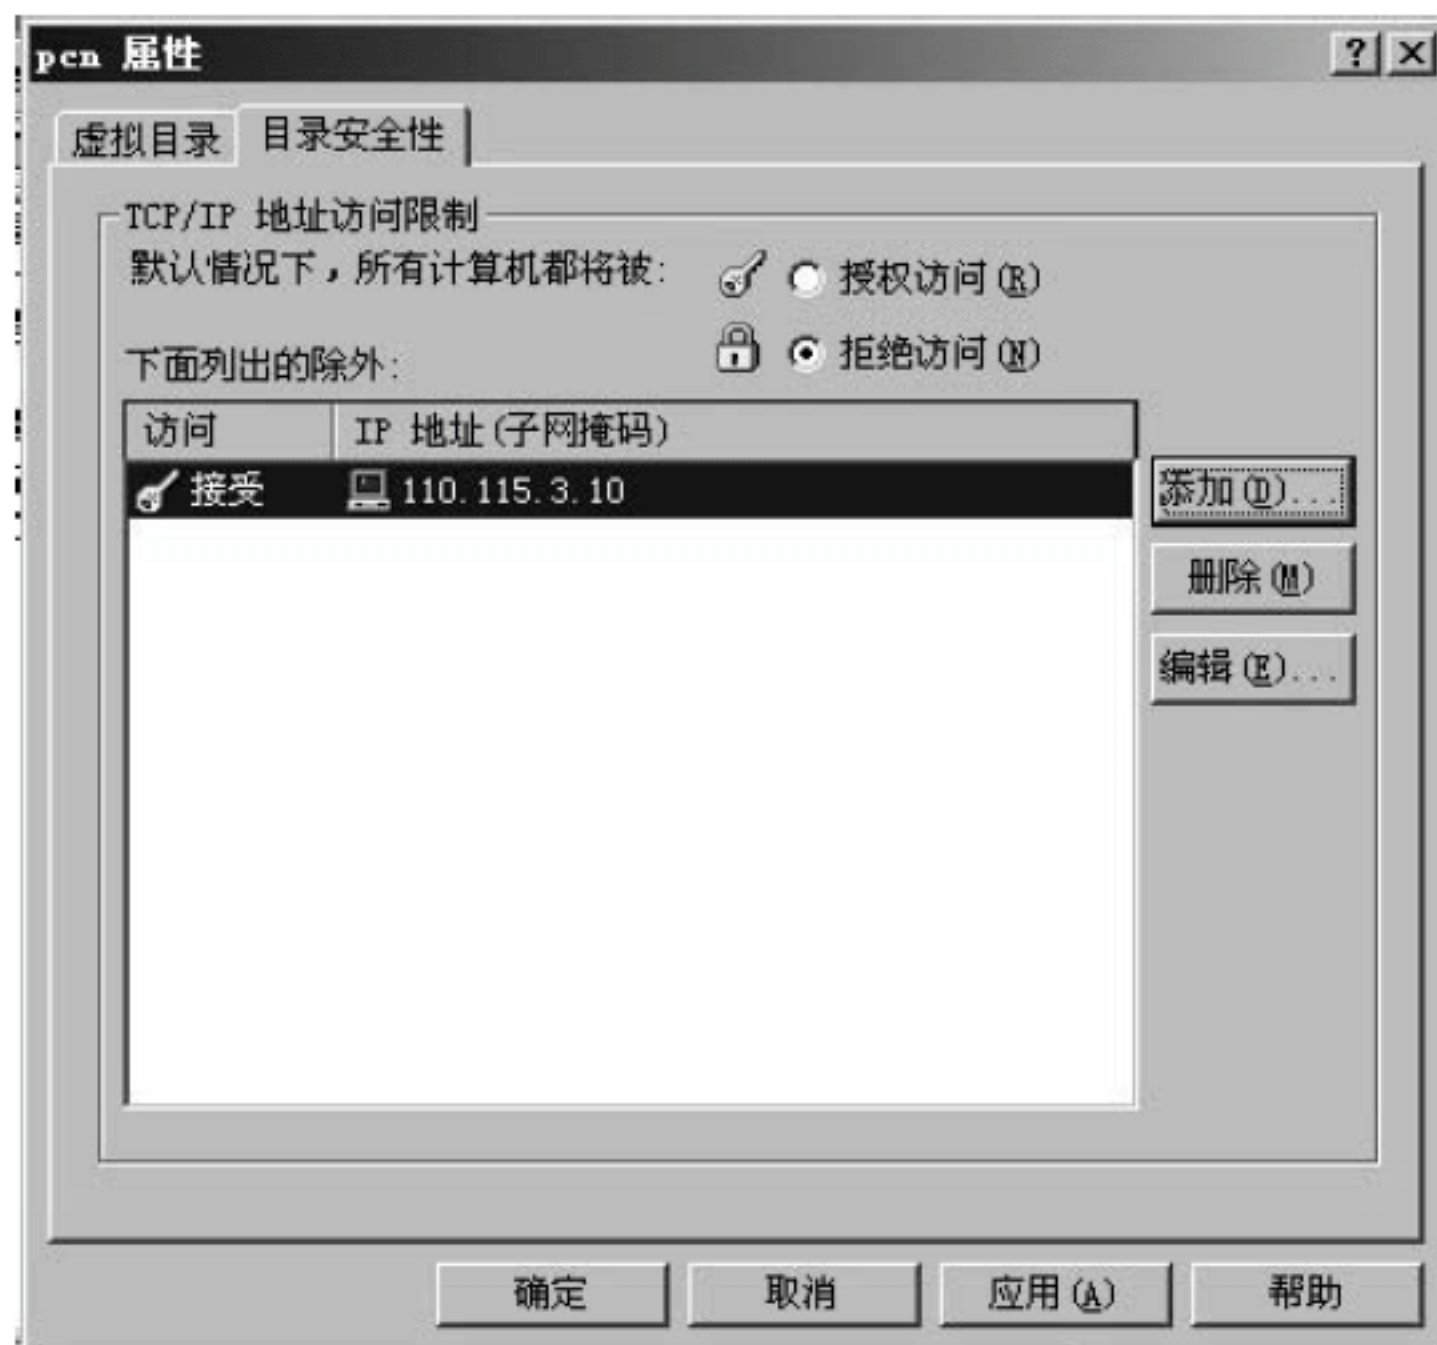 pcn 属性
虚拟目录 目录安全性
TCP/IP 地址访问限制
默认情况下,所有计算机都将被: 授权访问(R)
下面列出的除外: 拒绝访问(N)
访问 IP 地址(子网掩码)
接受 110.115.3.10
添加(D)...
删除(M)
编辑(E)...
确定 取消 应用(A) 帮助